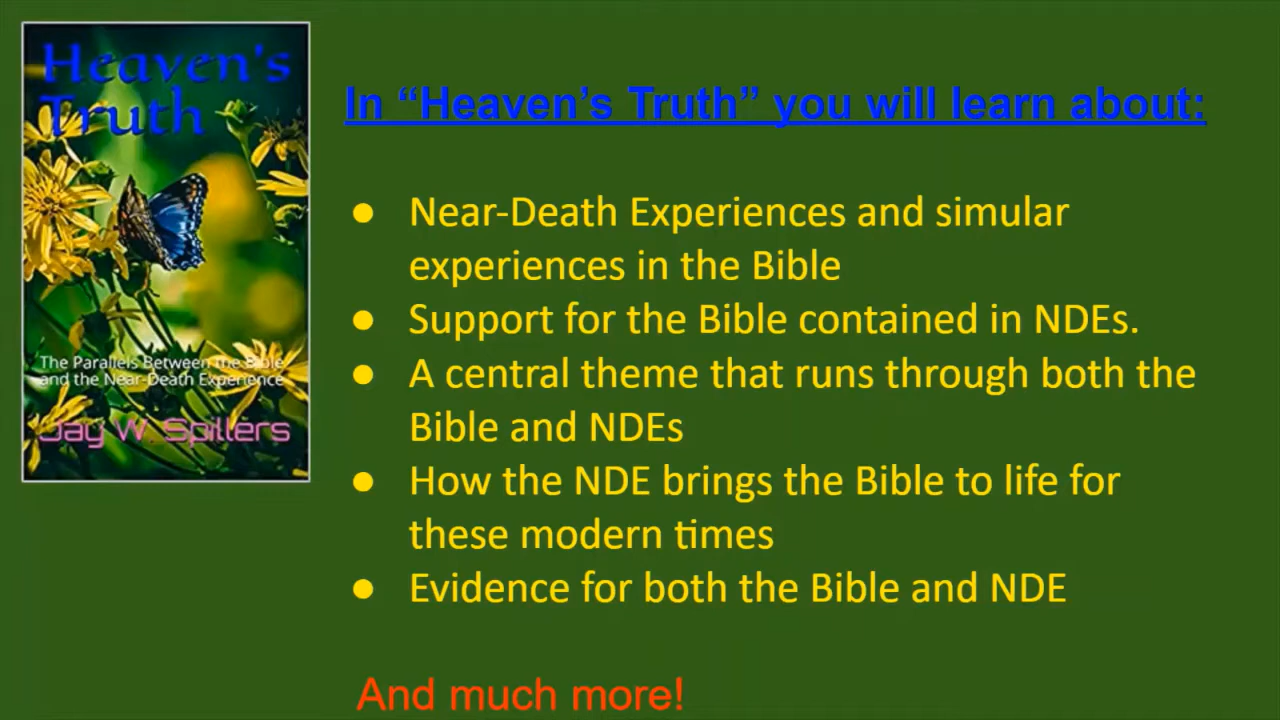 Heaven's
Truth
The Parallels Between the Bible
and the Near-Death Experience
Jay W. Spillers
In “Heaven’s Truth” you will learn about:
● Near-Death Experiences and simular
experiences in the Bible
● Support for the Bible contained in NDEs.
● A central theme that runs through both the
Bible and NDEs
● How the NDE brings the Bible to life for
these modern times
● Evidence for both the Bible and NDE
And much more!